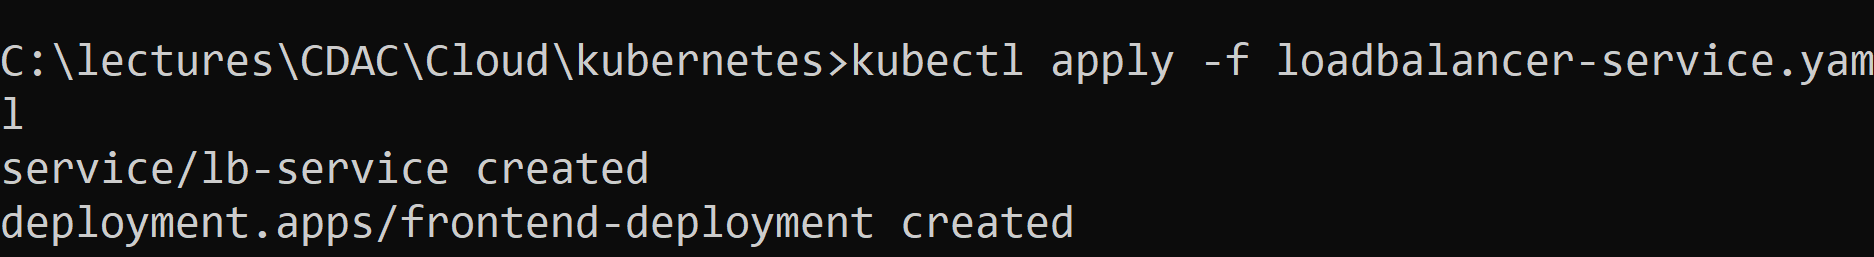 C:\lectures\CDAC\Cloud\kubernetes>kubectl apply -f loadbalancer-service.yam
l
service/lb-service created
deployment.apps/frontend-deployment created